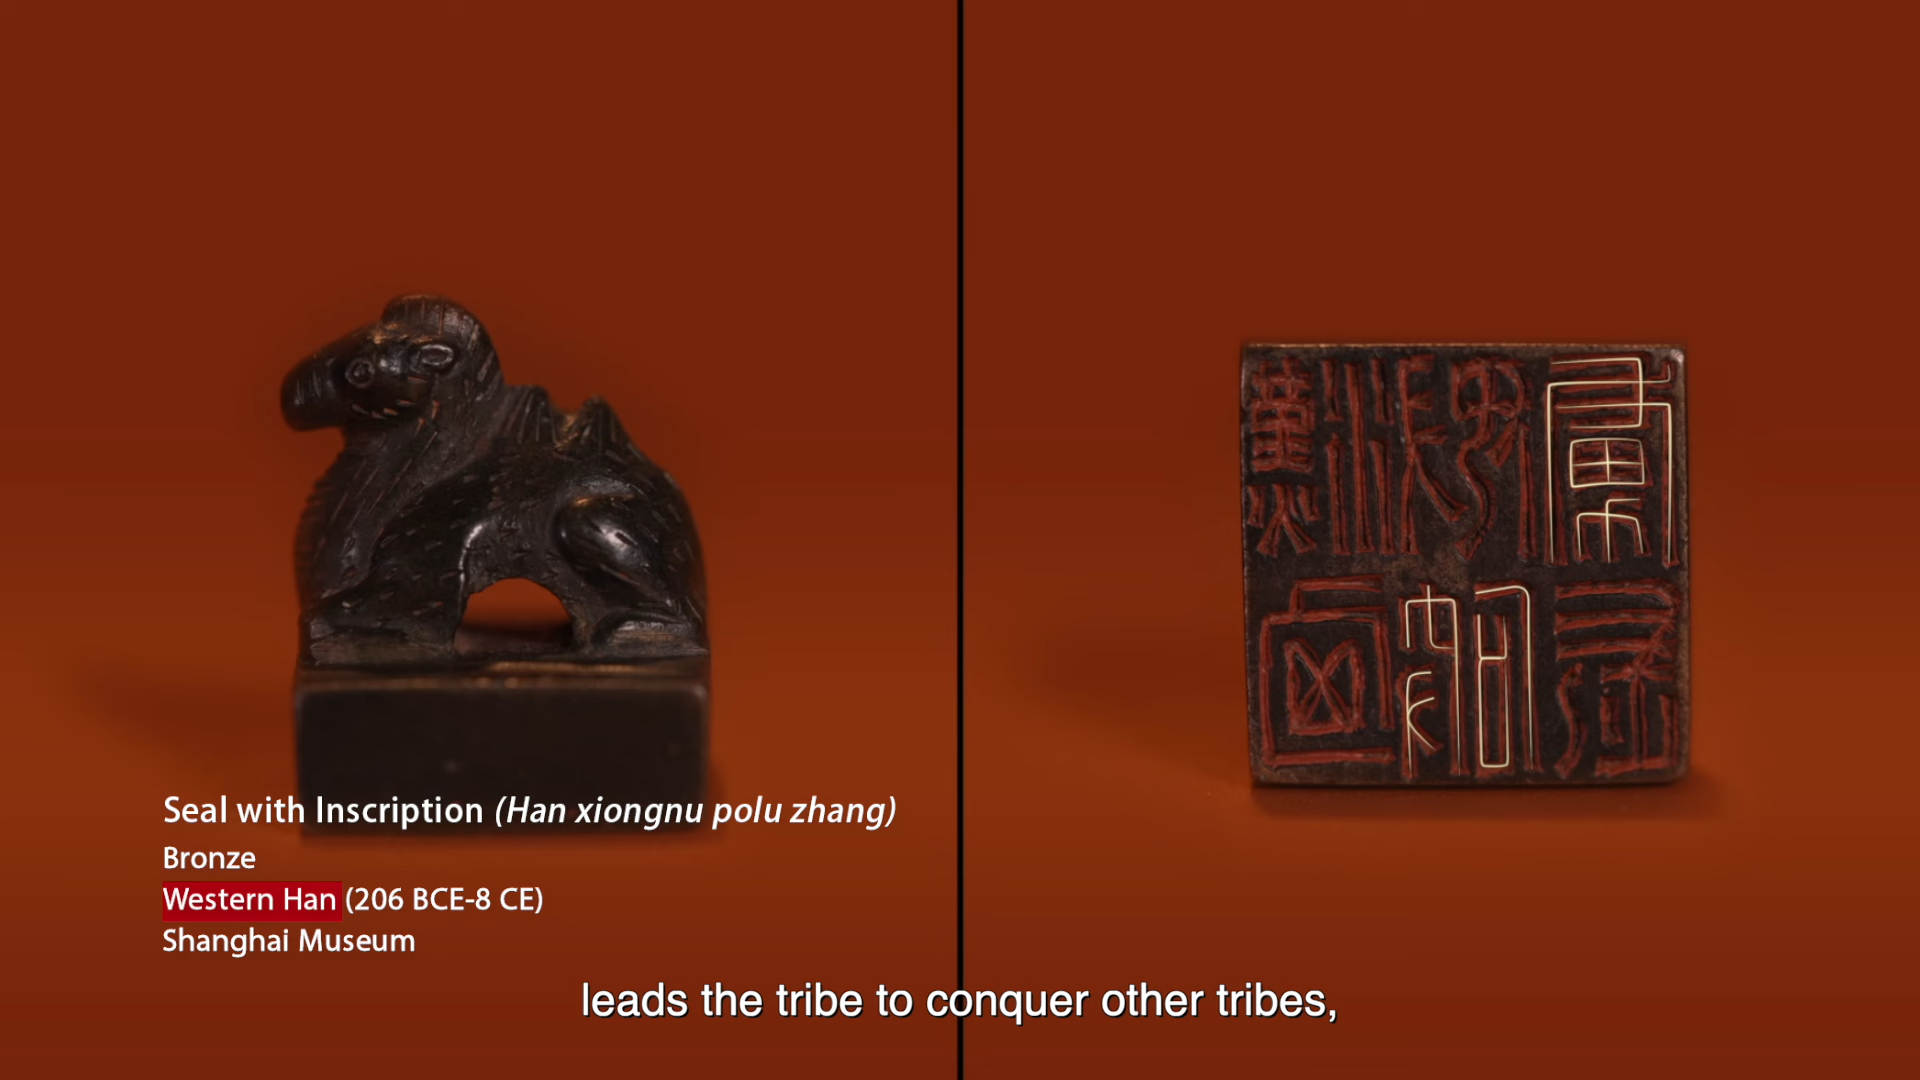 Seal with Inscription (Han xiongnu polu zhang)
Bronze
Western Han (206 BCE-8 CE)
Shanghai Museum
leads the tribe to conquer other tribes,